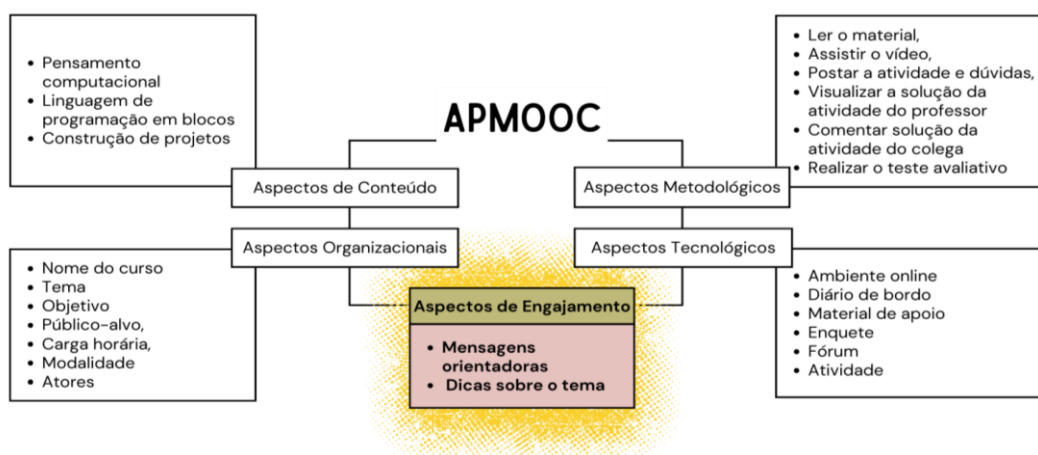 APMOOC
• Pensamento
computacional
• Linguagem de
programação em blocos
• Construção de projetos
Aspectos de Conteúdo
• Ler o material,
• Assistir o vídeo,
• Postar a atividade e dúvidas,
• Visualizar a solução da
atividade do professor
• Comentar solução da
atividade do colega
• Realizar o teste avaliativo
Aspectos Metodológicos
Aspectos Organizacionais
• Nome do curso
• Tema
• Objetivo
• Público-alvo,
• Carga horária,
• Modalidade
• Atores
Aspectos Tecnológicos
• Ambiente online
• Diário de bordo
• Material de apoio
• Enquete
• Fórum
• Atividade
Aspectos de Engajamento
• Mensagens
orientadoras
• Dicas sobre o tema